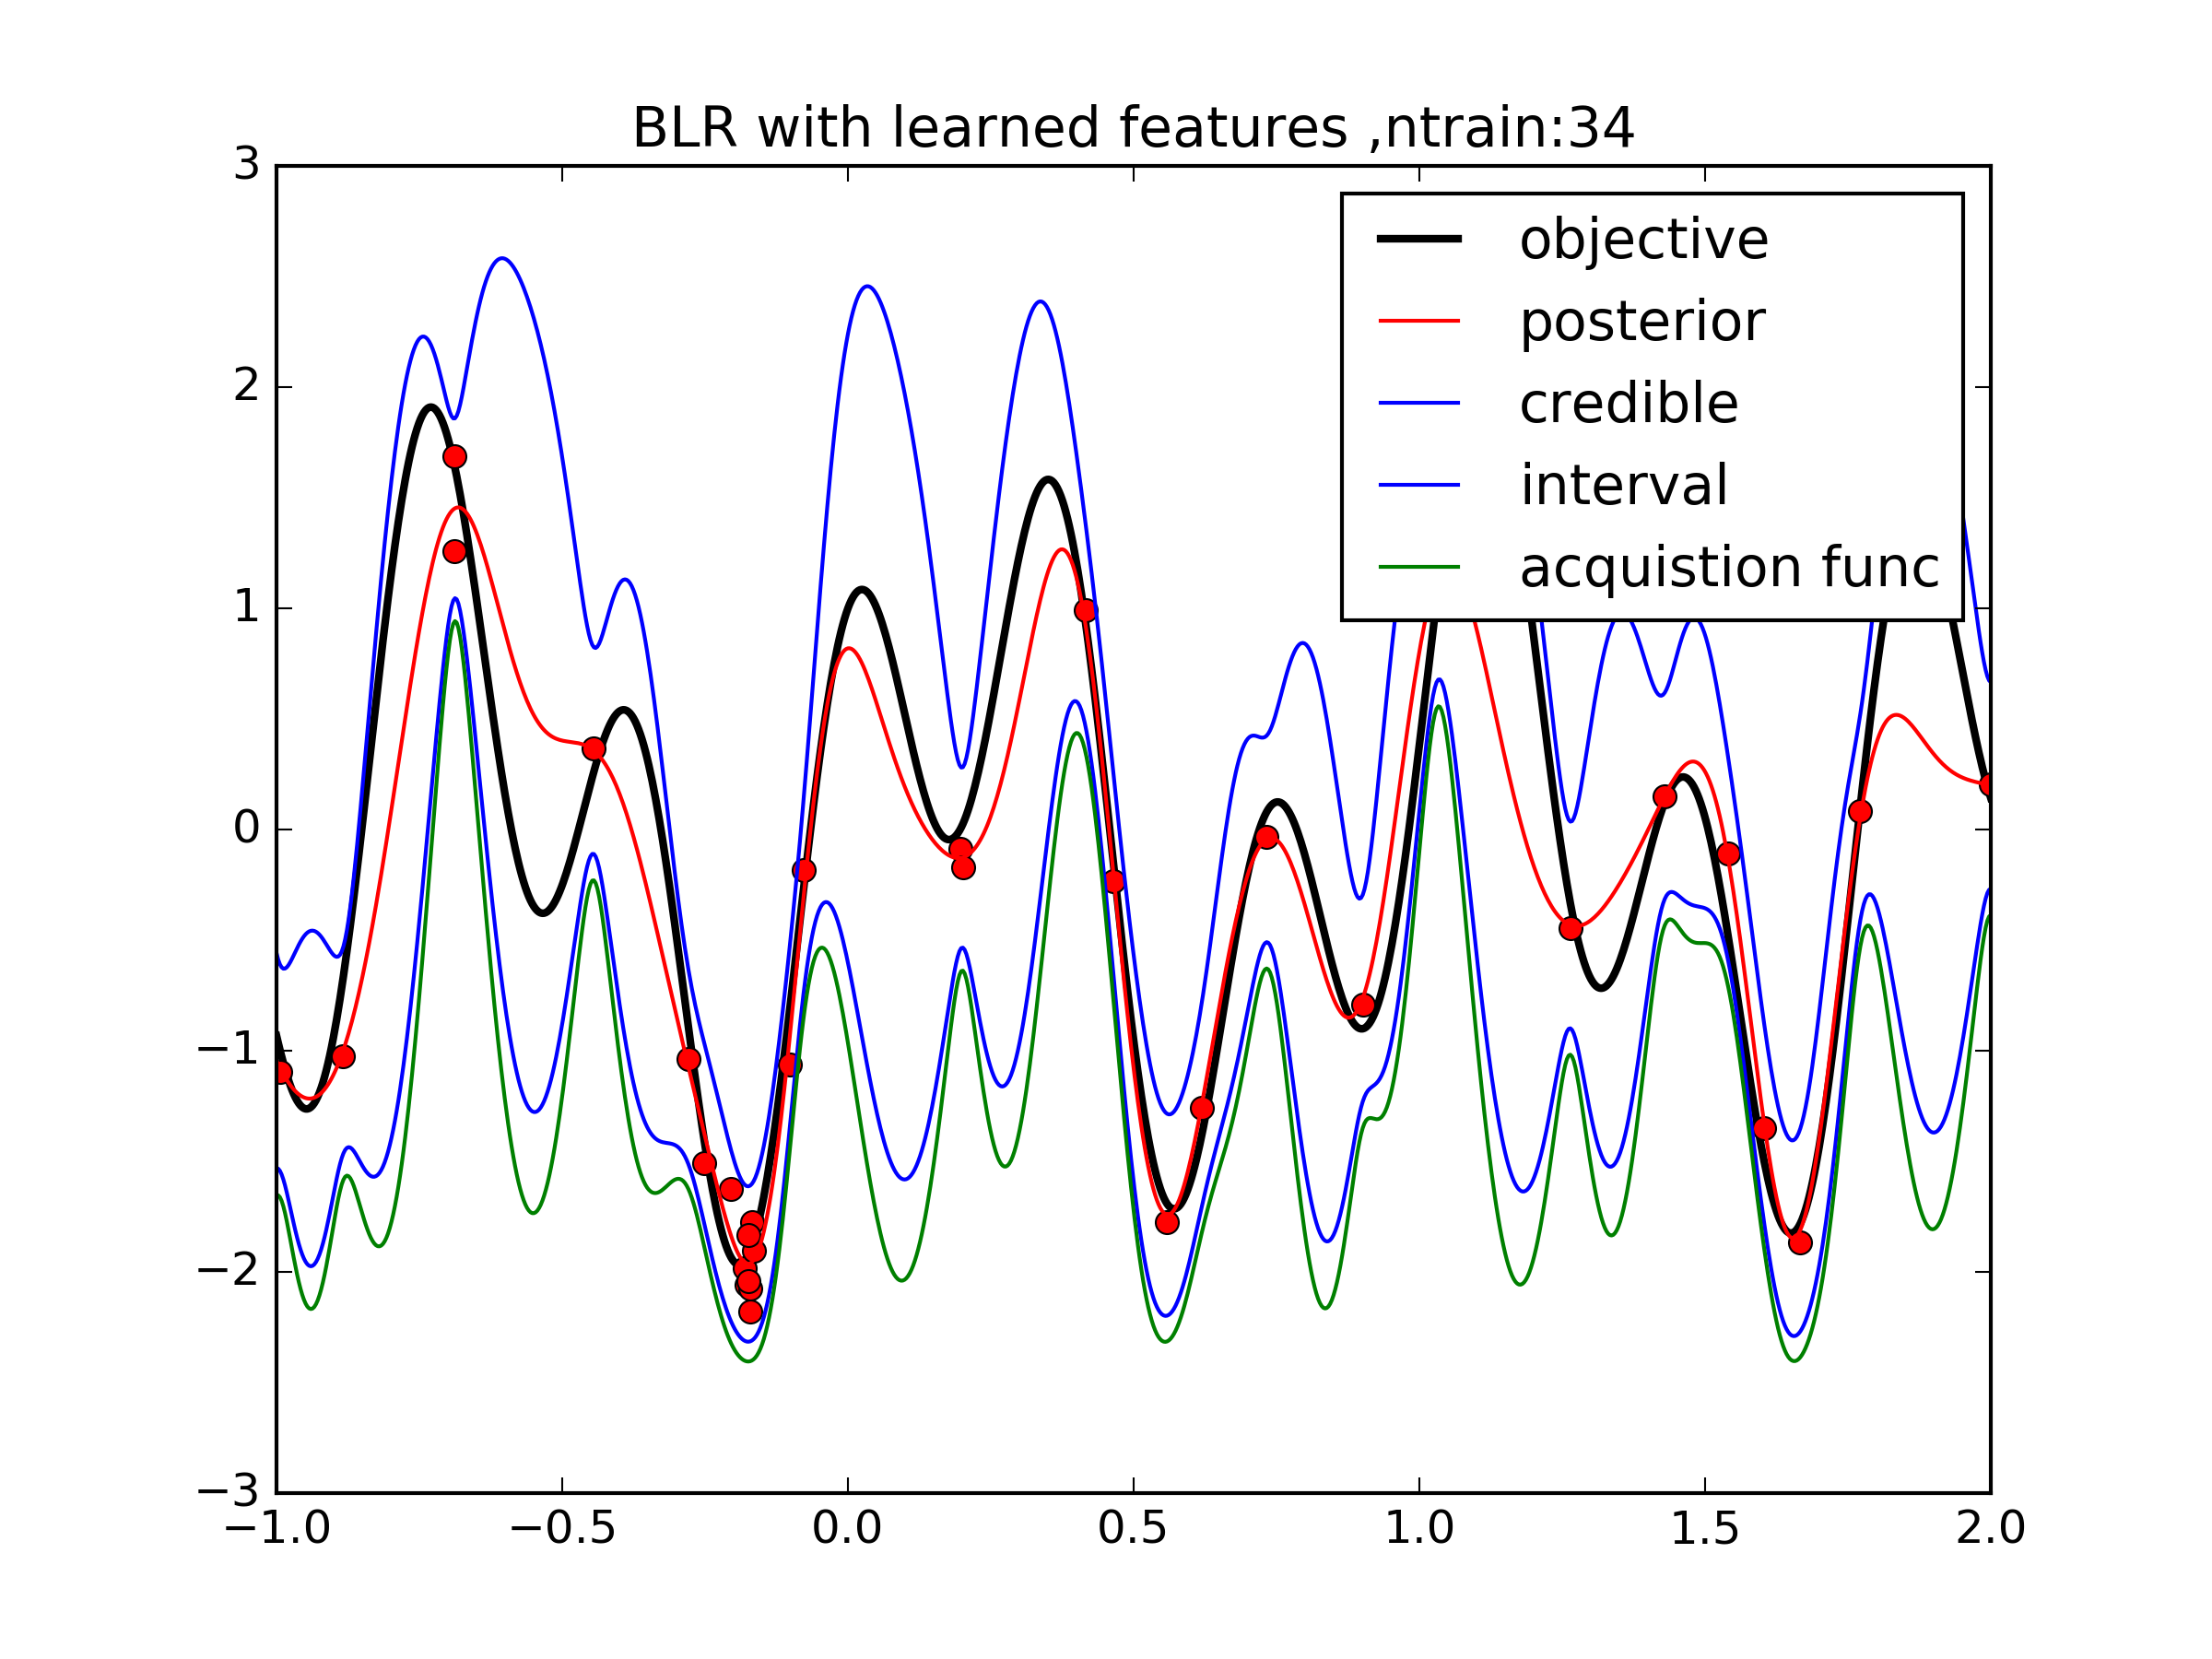 BLR with learned features ,ntrain:34
3
objective
posterior
2
credible
interval
1
acquistion func
0
−1
−2
−3
−1.0 −0.5 0.0 0.5 1.0 1.5 2.0